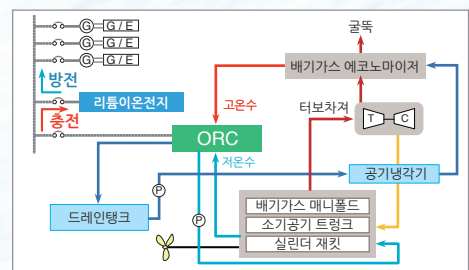 굴뚝
G G / E
G G / E
G G / E
배기가스 에코노마이저
방전
리튬이온전지
고온수
터보차져
T C
충전
ORC
저온수
공기냉각기
P
배기가스 매니폴드
드레인탱크
P
소기공기 트렁크
실린더 재킷